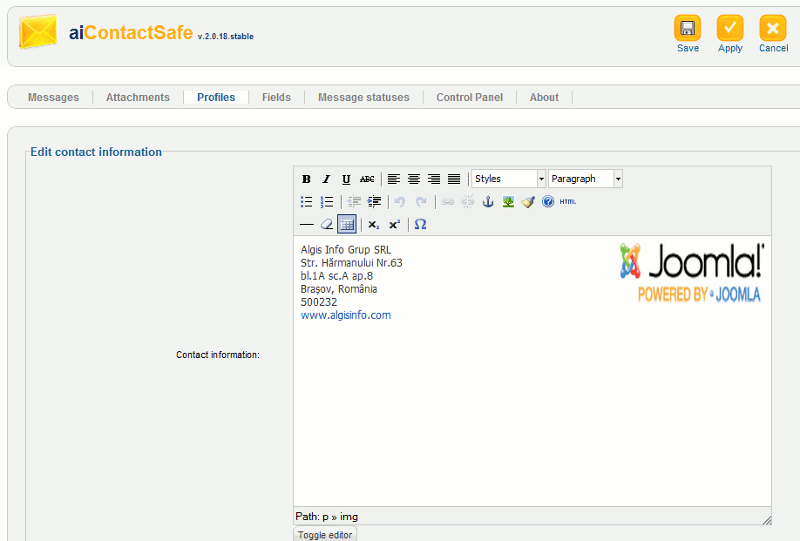 aiContactSafe v.2.0.18.stable
Save Apply Cancel
Messages Attachments Profiles Fields Message statuses Control Panel About
Edit contact information
B I U ABC Styles Paragraph
HTML
x₂ x² Ω
Algis Info Grup SRL
Str. Hărmanului Nr.63
bl.1A sc.A ap.8
Brașov, România
500232
www.algisinfo.com
Joomla!
POWERED BY JOOMLA
Contact information:
Path: p » img
Toggle editor